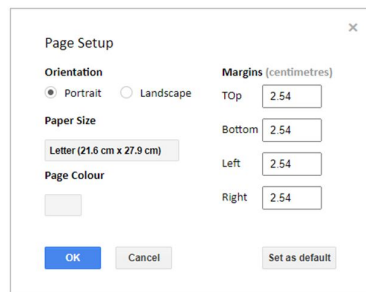 ×
Page Setup
Orientation
Portrait Landscape
Paper Size
Letter (21.6 cm x 27.9 cm)
Page Colour
Margins (centimetres)
TOp 2.54
Bottom 2.54
Left 2.54
Right 2.54
OK Cancel Set as default